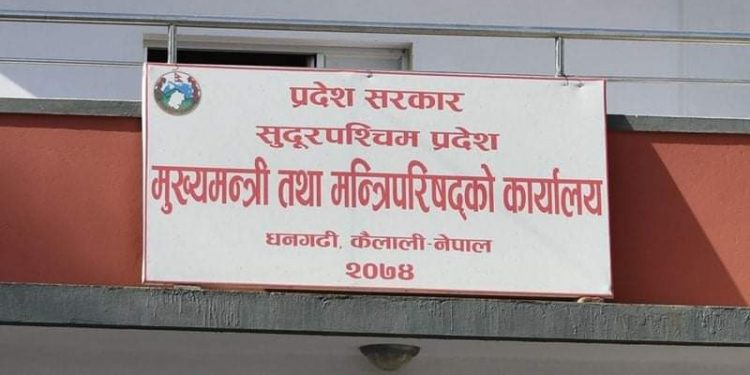 प्रदेश सरकार
सुदूरपश्चिम प्रदेश
मुख्यमन्त्री तथा मन्त्रिपरिषद्को कार्यालय
धनगढी, कैलाली-नेपाल
२०७४